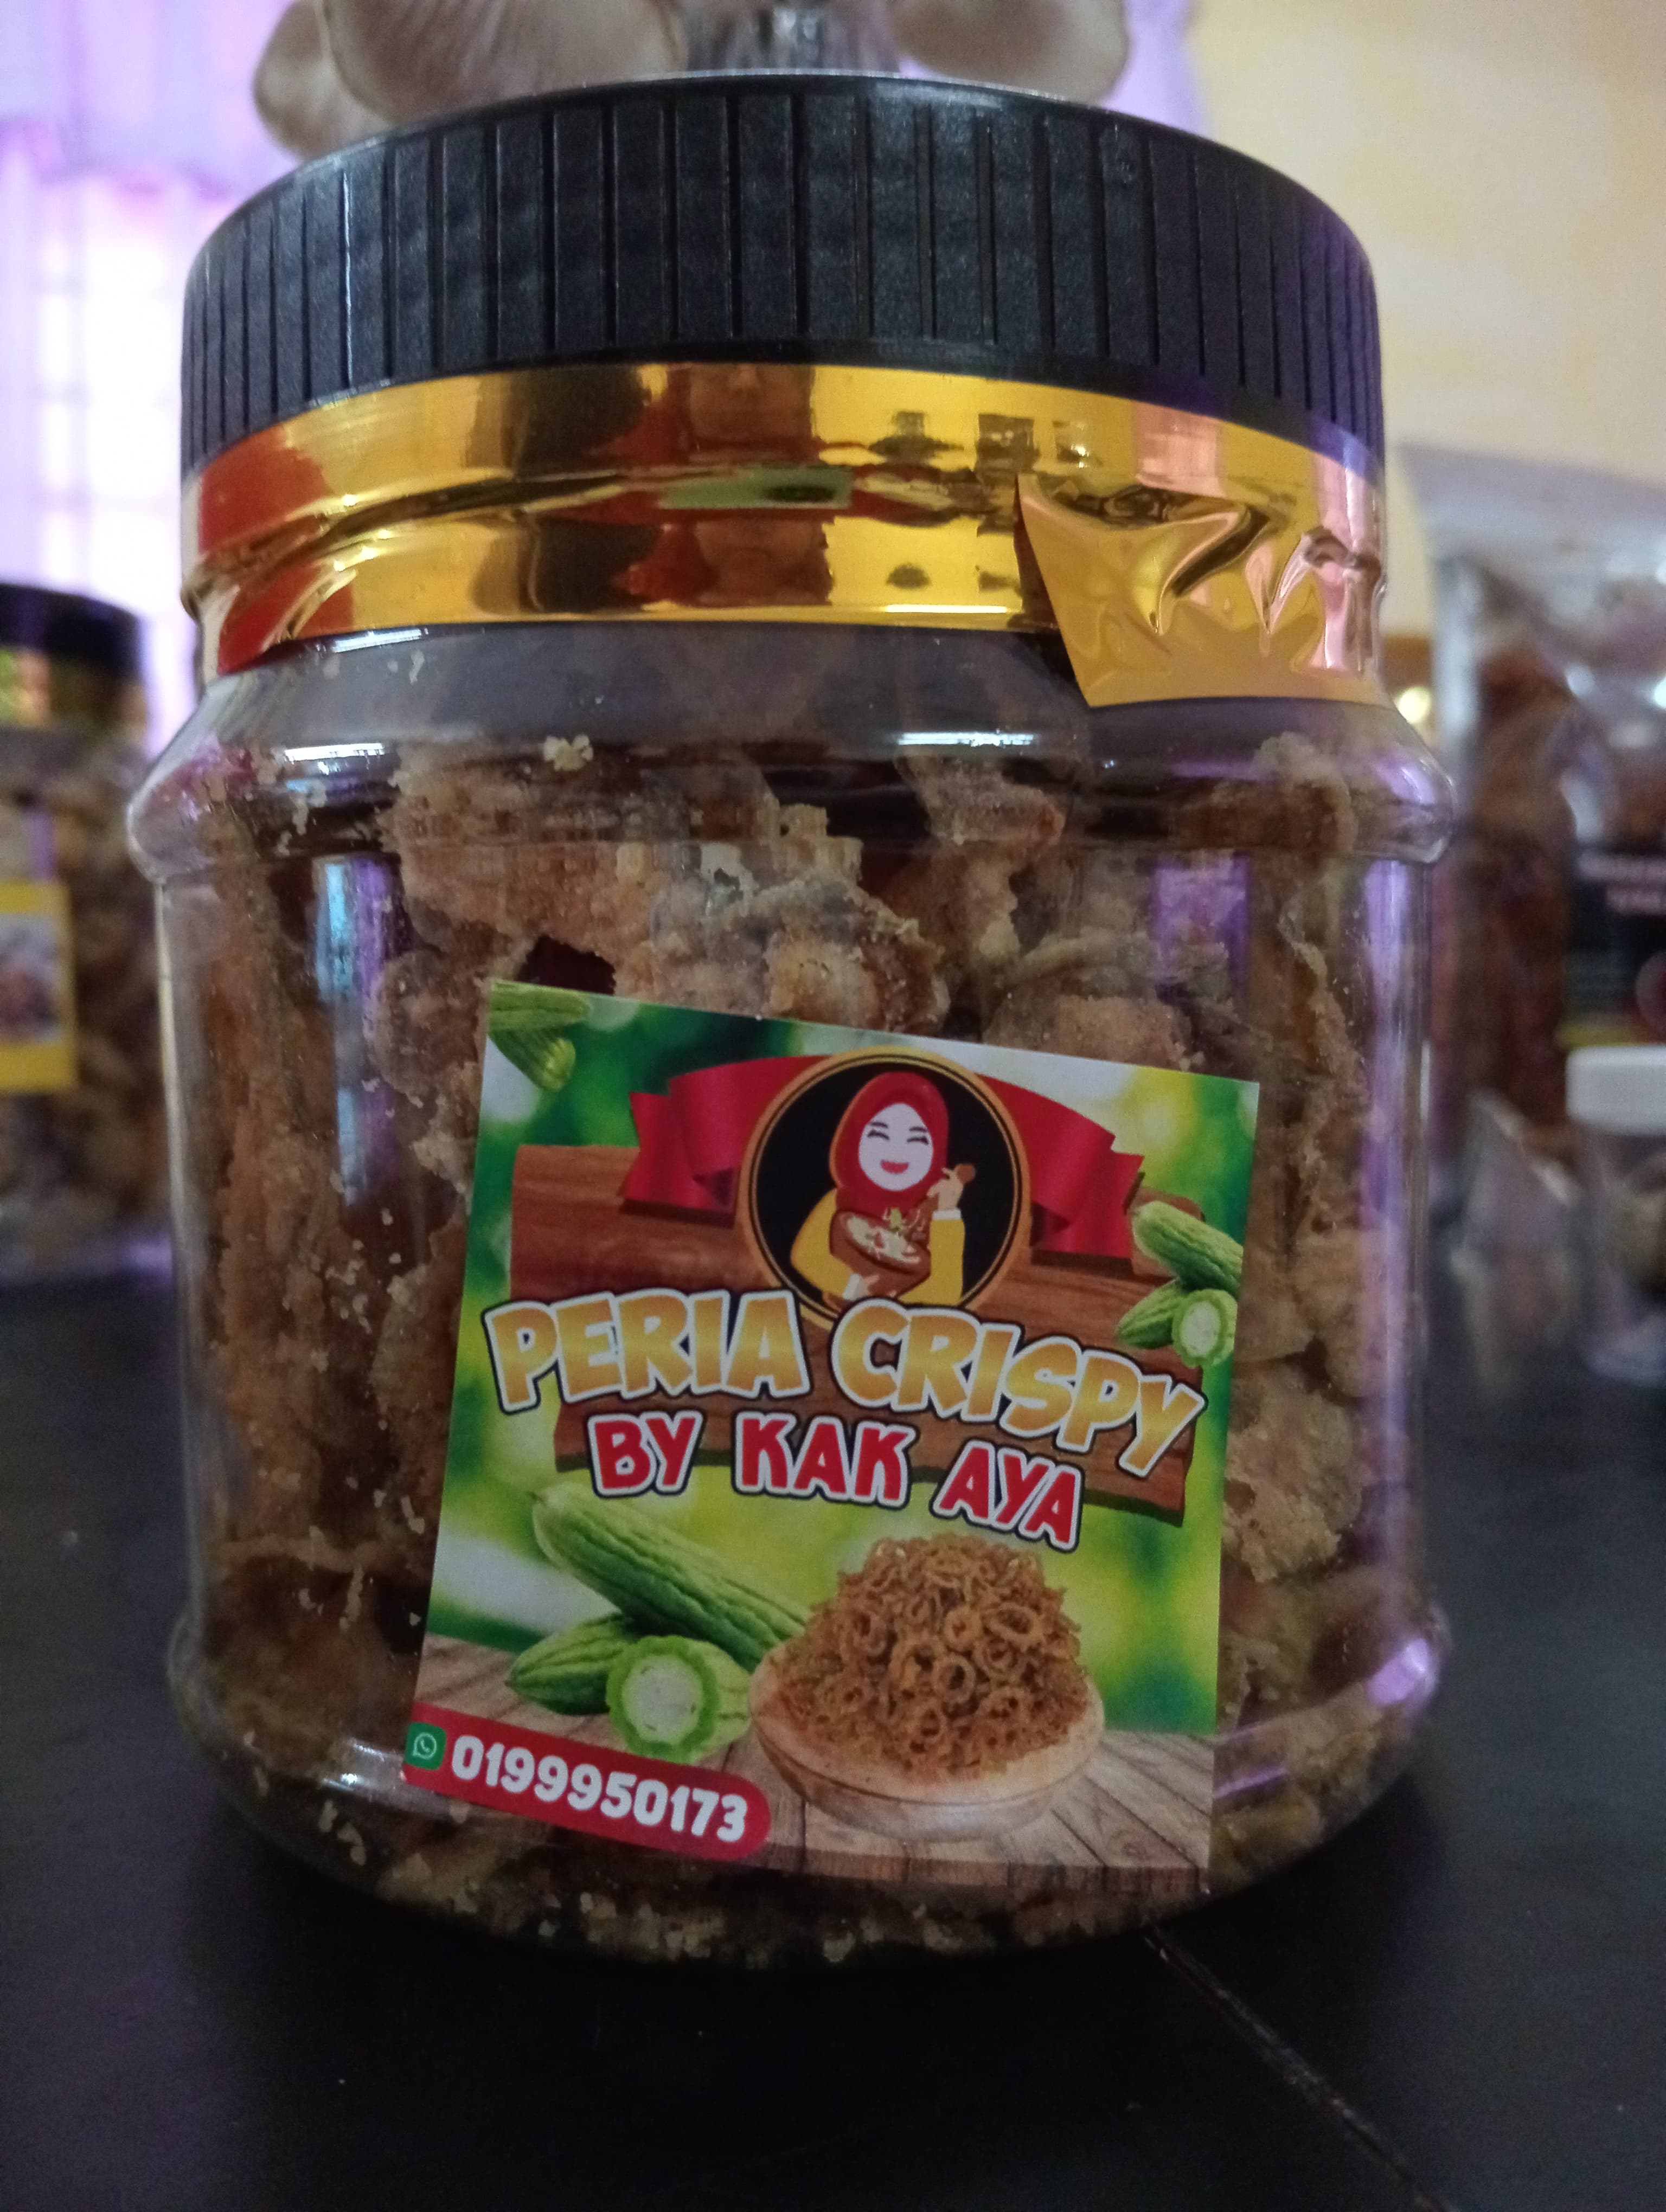 PERIA CRISPY
BY KAK AYA
0199950173